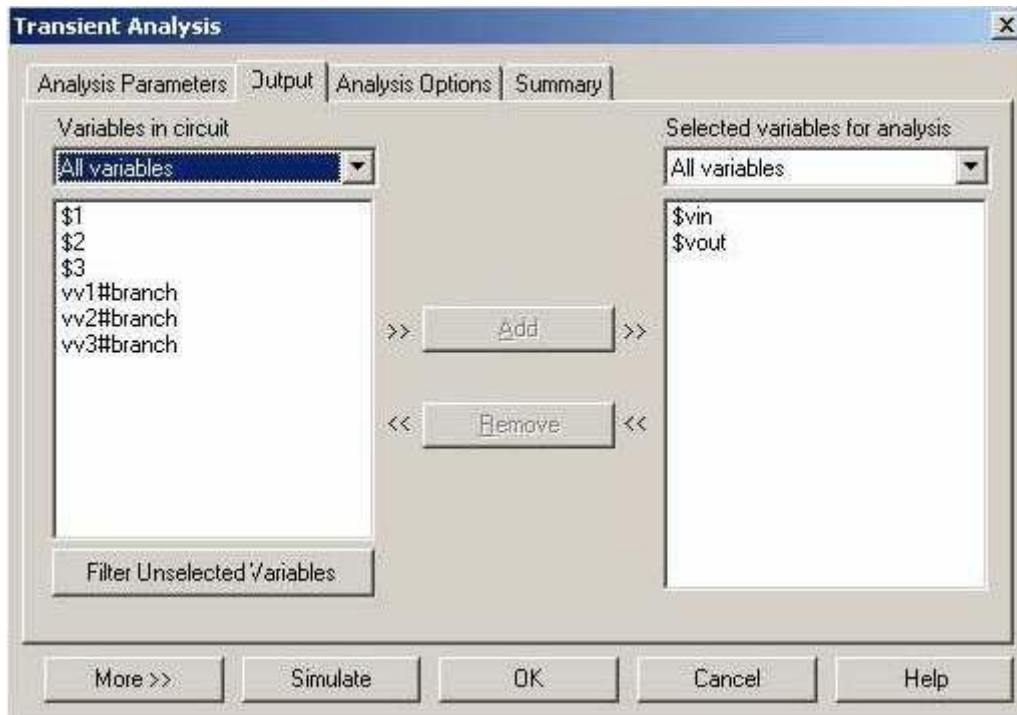 Transient Analysis
Analysis Parameters
Output
Analysis Options
Summary
Variables in circuit
All variables
$1
$2
$3
vv1#branch
vv2#branch
vv3#branch
Filter Unselected Variables
>> Add >>
<< Remove <<
Selected variables for analysis
All variables
$vin
$vout
More >>
Simulate
OK
Cancel
Help